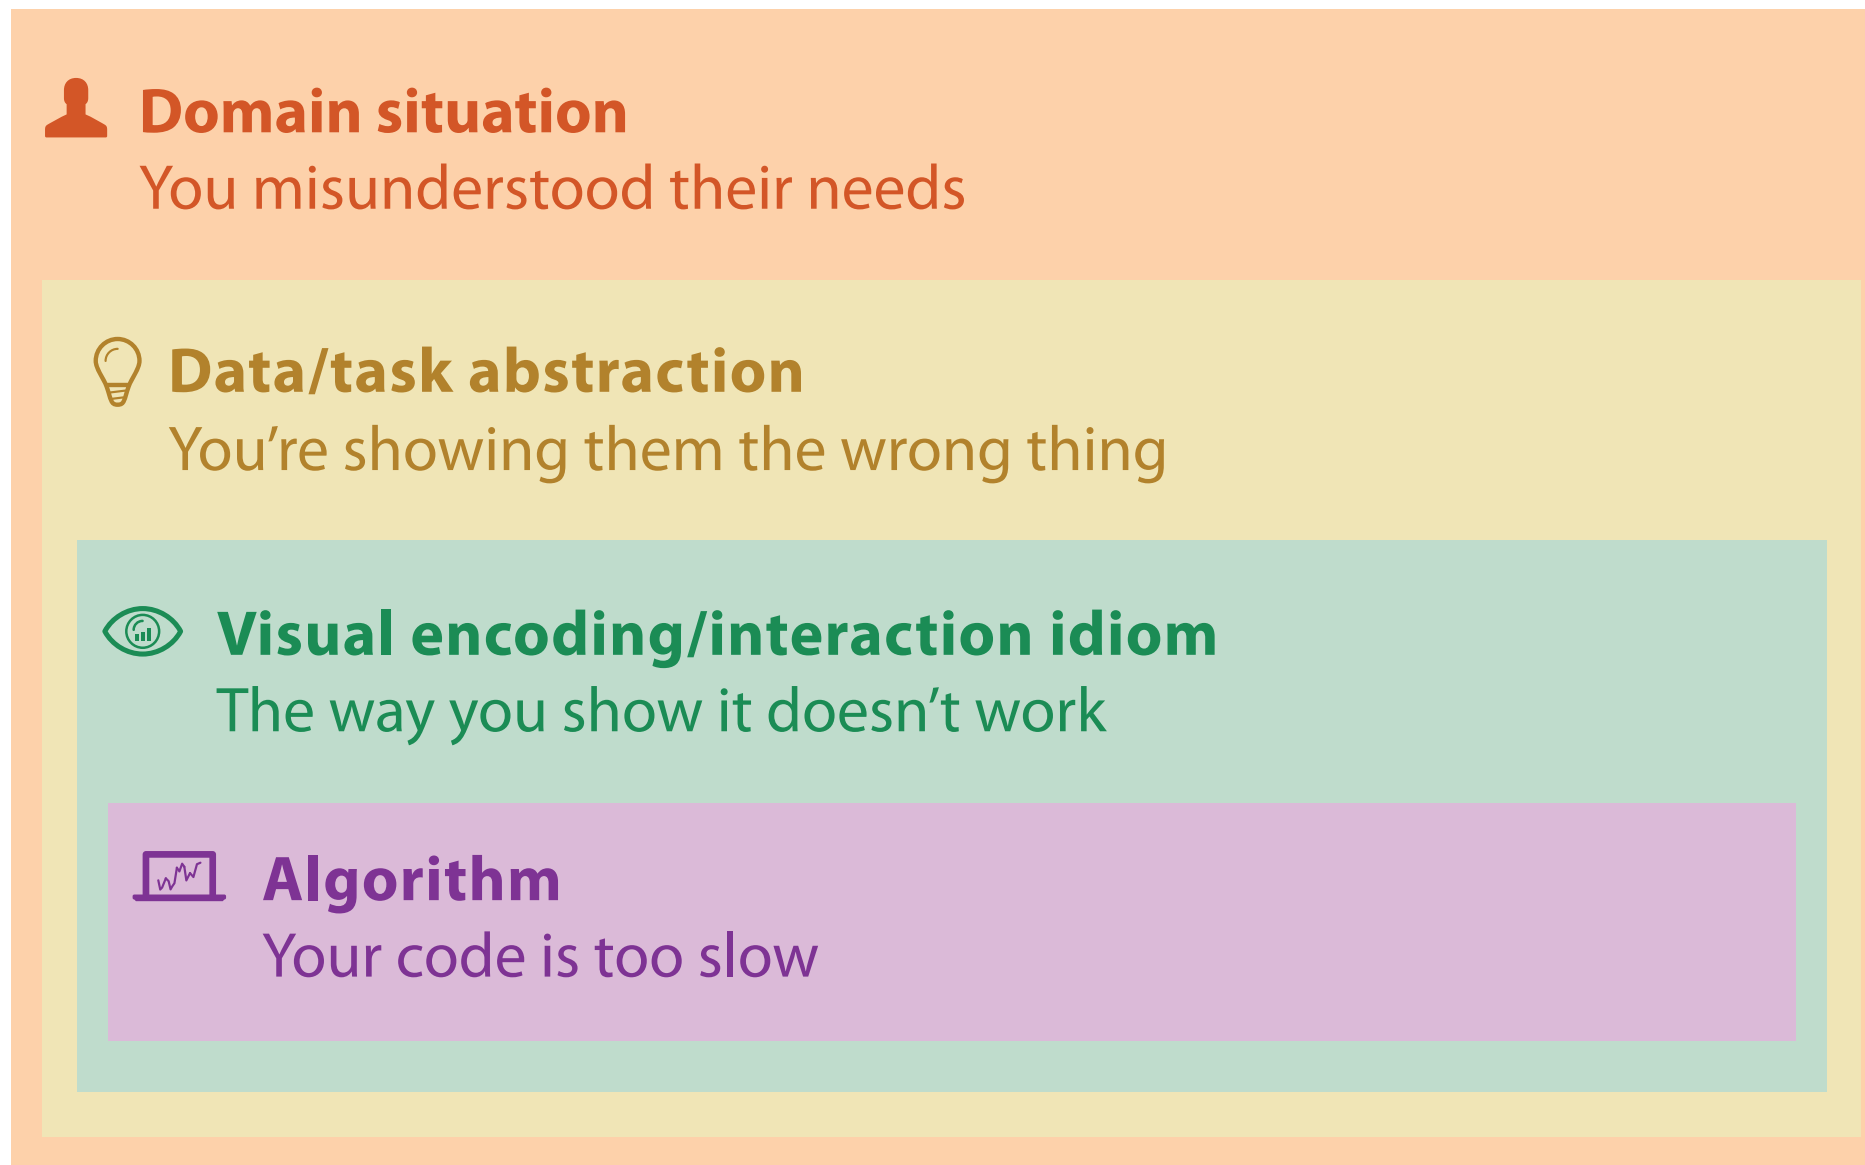 Domain situation
You misunderstood their needs
Data/task abstraction
You’re showing them the wrong thing
Visual encoding/interaction idiom
The way you show it doesn’t work
Algorithm
Your code is too slow